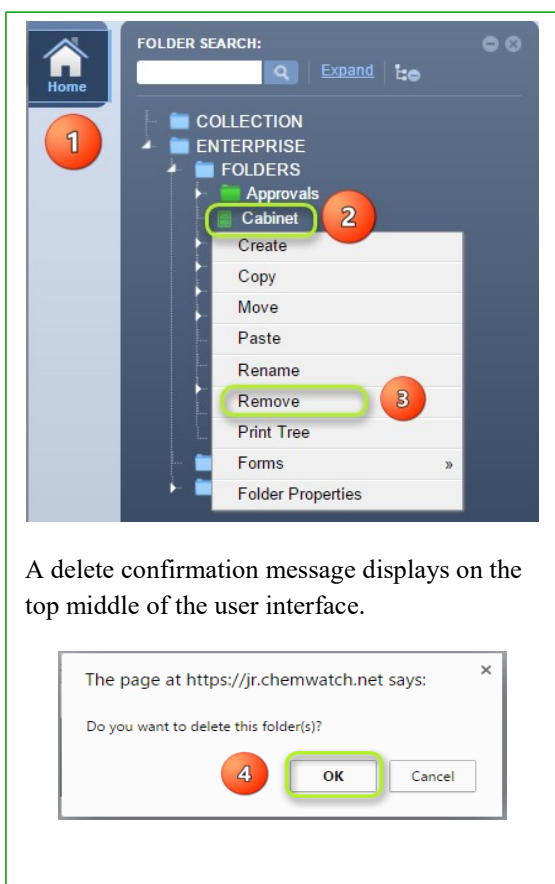 FOLDER SEARCH:
Expand
Home
1
COLLECTION
ENTERPRISE
FOLDERS
Approvals
Cabinet
2
Create
Copy
Move
Paste
Rename
Remove
3
Print Tree
Forms »
Folder Properties
A delete confirmation message displays on the
top middle of the user interface.
The page at https://jr.chemwatch.net says: ×
Do you want to delete this folder(s)?
4
OK Cancel